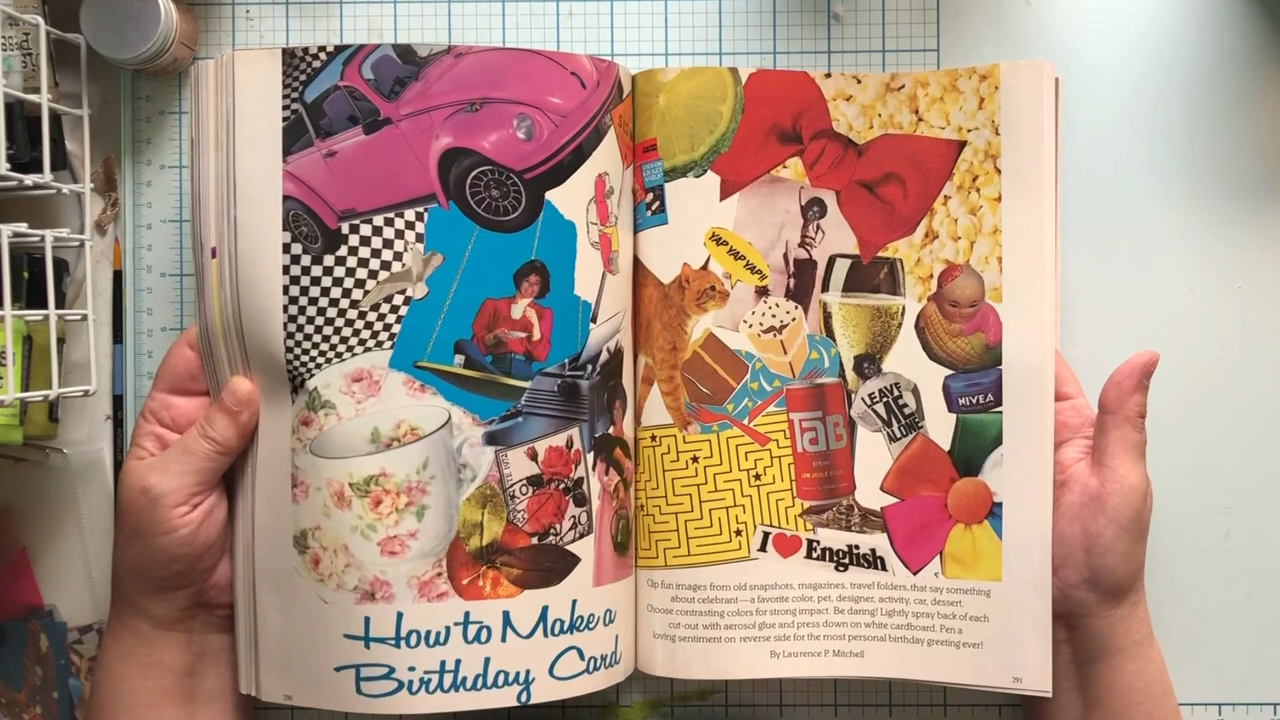 YAP YAP YAP!!
LEAVE
ME
ALONE
NIVEA
TAB
I ❤ English
How to Make a
Birthday Card
Clip fun images from old snapshots, magazines, travel folders, that say something
about celebrant—a favorite color, pet, designer, activity, car, dessert.
Choose contrasting colors for strong impact. Be daring! Lightly spray back of each
cut-out with aerosol glue and press down on white cardboard. Pen a
loving sentiment on reverse side for the most personal birthday greeting ever!
By Laurence P. Mitchell
290
291